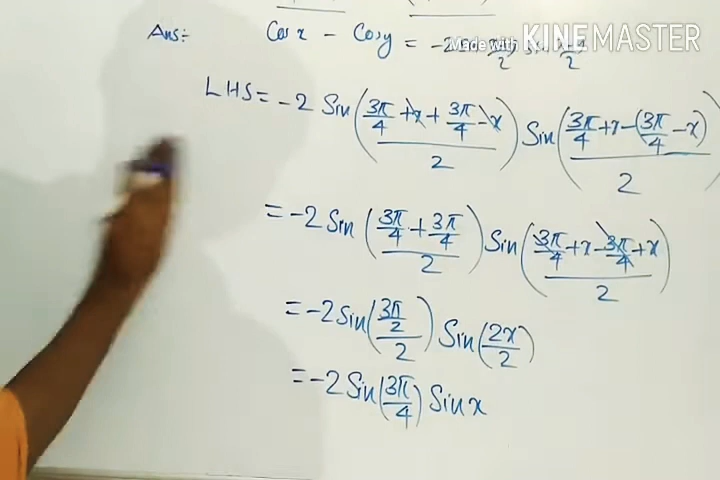 Ans:- Cos x - Cos y = -2
Made with KINEMASTER
LHS = -2 Sin((3π/4 + x + 3π/4 - x)/2) Sin((3π/4 + x - (3π/4 - x))/2)
= -2 Sin((3π/4 + 3π/4)/2) Sin((3π/4 + x - 3π/4 + x)/2)
= -2 Sin((3π/2)/2) Sin(2x/2)
= -2 Sin(3π/4) Sin x